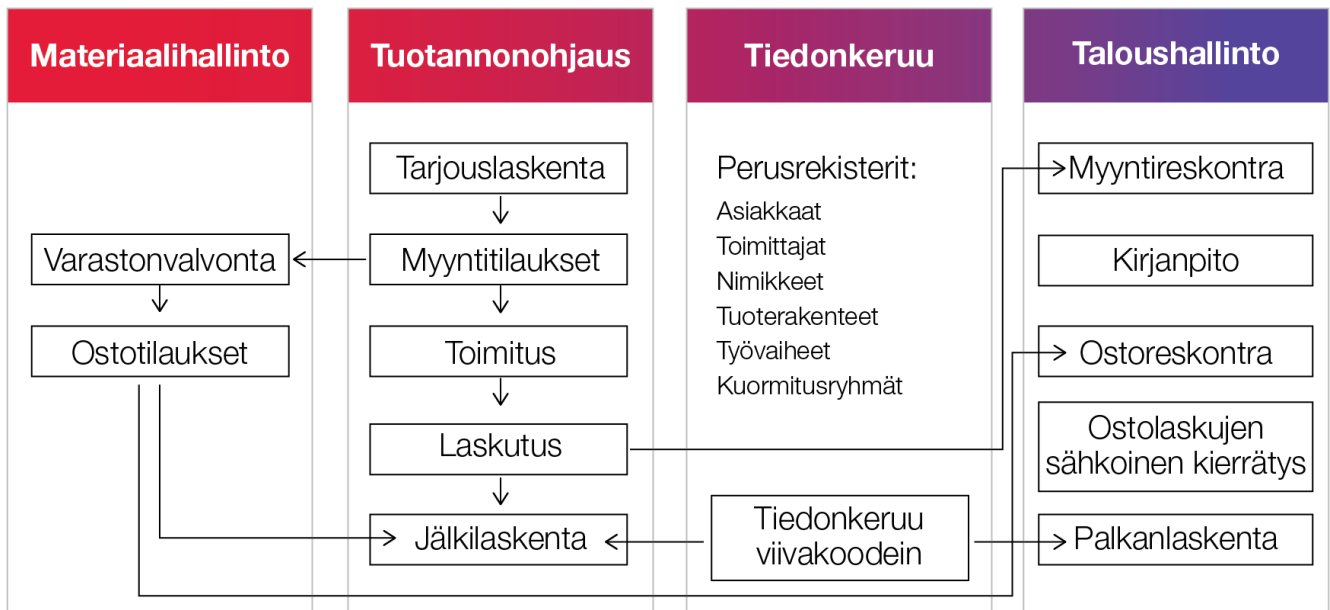 Materiaalihallinto
Varastonvalvonta
Ostotilaukset
Tuotannonohjaus
Tarjouslaskenta
Myyntitilaukset
Toimitus
Laskutus
Jälkilaskenta
Tiedonkeruu
Perusrekisterit:
Asiakkaat
Toimittajat
Nimikkeet
Tuoterakenteet
Työvaiheet
Kuormitusryhmät
Tiedonkeruu
viivakoodein
Taloushallinto
Myyntireskontra
Kirjanpito
Ostoreskontra
Ostolaskujen
sähkoinen kierrätys
Palkanlaskenta